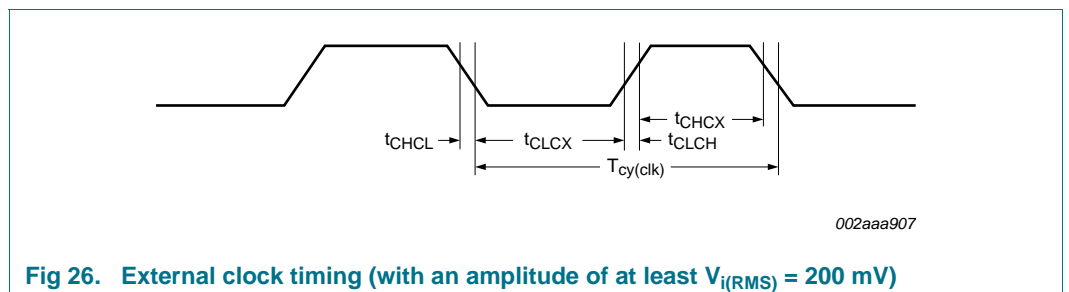 tCHCX
tCHCL tCLCX tCLCH
Tcy(clk)
002aaa907
Fig 26. External clock timing (with an amplitude of at least Vi(RMS) = 200 mV)